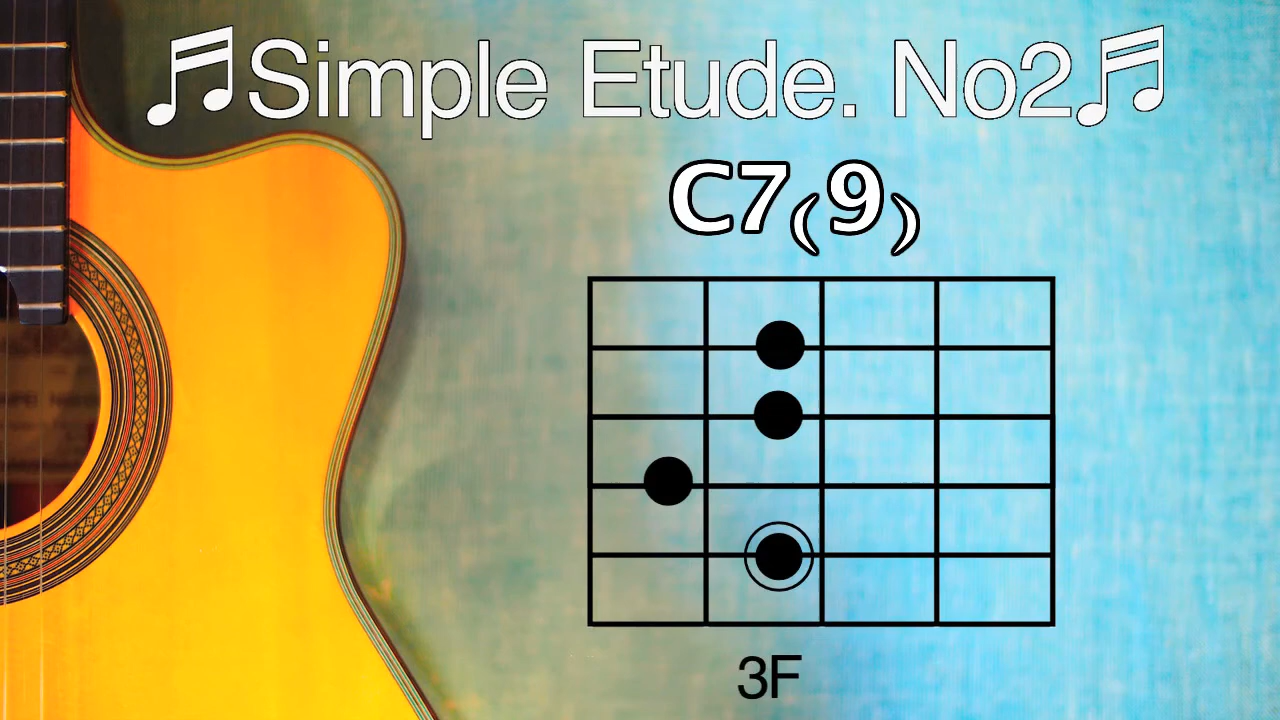 ♫Simple Etude. No2♫
C7(9)
3F